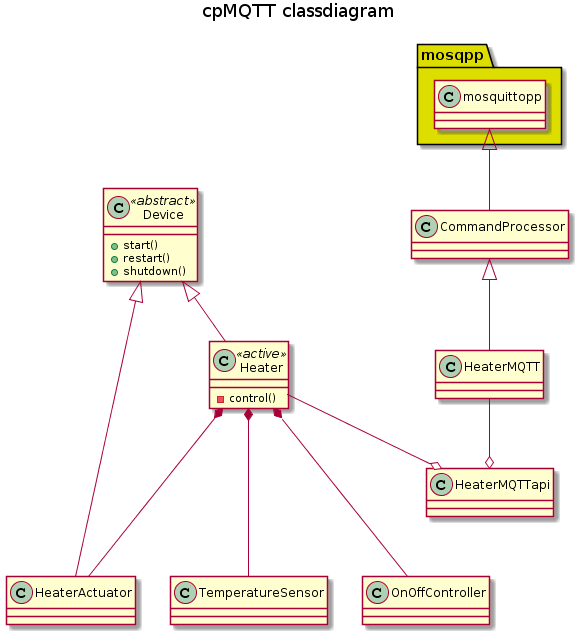 cpMQTT classdiagram
mosqpp
C mosquittopp
C «abstract»
Device
start()
restart()
shutdown()
C CommandProcessor
C «active»
Heater
control()
C HeaterMQTT
C HeaterMQTTapi
C HeaterActuator
C TemperatureSensor
C OnOffController